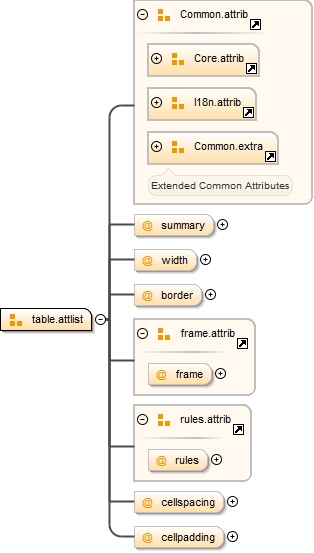 Common.attrib
Core.attrib
I18n.attrib
Common.extra
Extended Common Attributes
@ summary
@ width
@ border
table.attlist
frame.attrib
@ frame
rules.attrib
@ rules
@ cellspacing
@ cellpadding